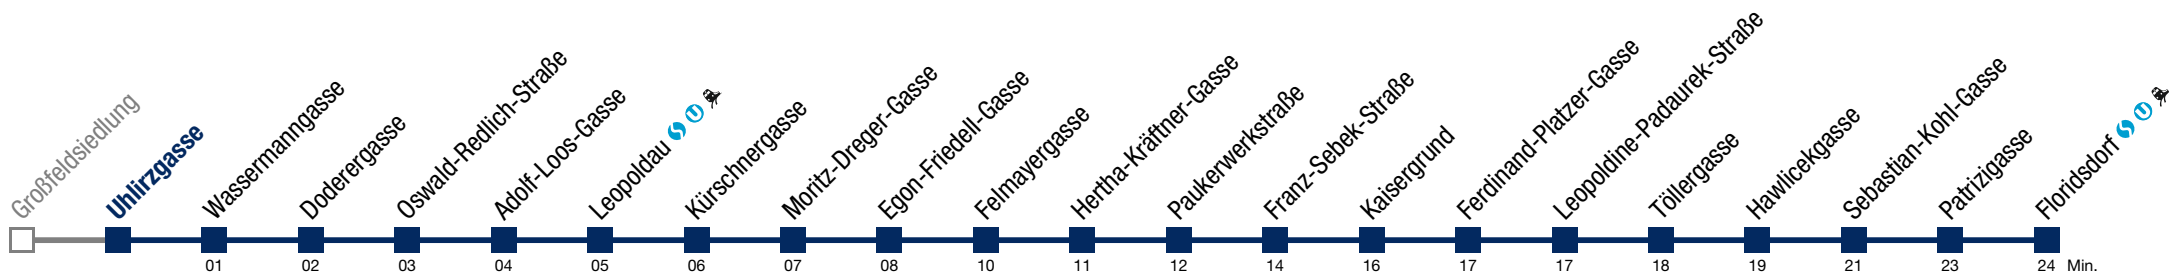 Großfeldsiedlung
Uhlirzgasse
Wassermanngasse
Doderergasse
Oswald-Redlich-Straße
Adolf-Loos-Gasse
Leopoldau S U
Kürschnergasse
Moritz-Dreger-Gasse
Egon-Friedell-Gasse
Felmayergasse
Hertha-Kräftner-Gasse
Paukerwerkstraße
Franz-Sebek-Straße
Kaisergrund
Ferdinand-Platzer-Gasse
Leopoldine-Padaurek-Straße
Töllergasse
Hawlicekgasse
Sebastian-Kohl-Gasse
Patrizigasse
Floridsdorf S U
01 02 03 04 05 06 07 08 10 11 12 14 16 17 17 18 19 21 23 24 Min.